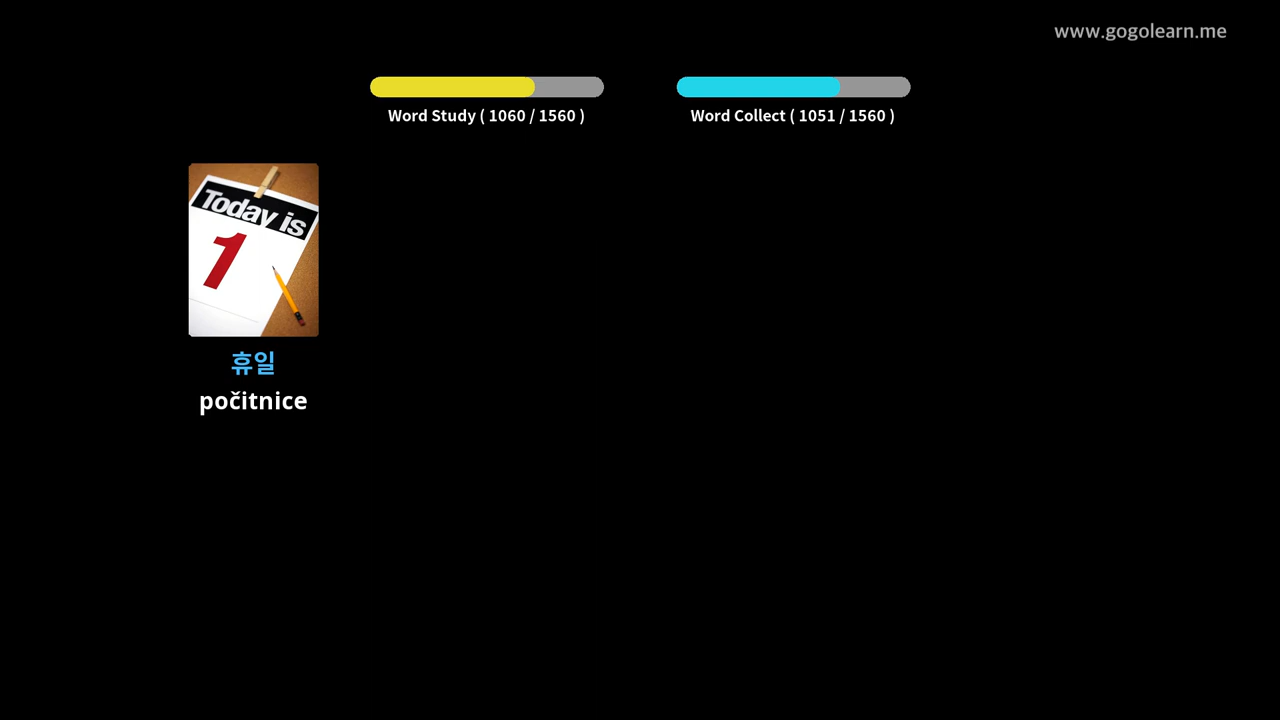 www.gogolearn.me
Word Study ( 1060 / 1560 )
Word Collect ( 1051 / 1560 )
Today is
1
휴일
počitnice